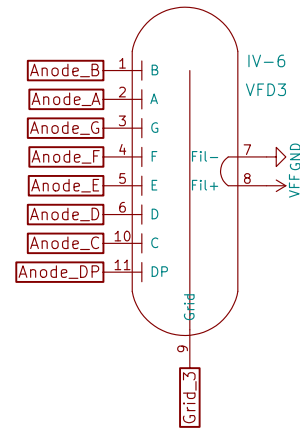 IV-6
VFD3
Anode_B 1 B
Anode_A 2 A
Anode_G 3 G
Anode_F 4 F Fil- 7 GND
Anode_E 5 E Fil+ 8 VFF
Anode_D 6 D
Anode_C 10 C
Anode_DP 11 DP
Grid
9
Grid_3